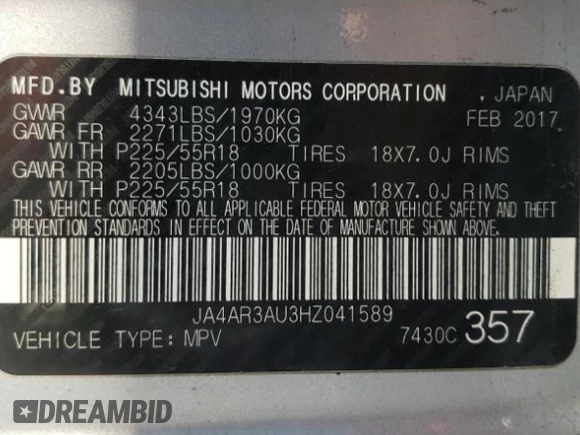 MFD.BY MITSUBISHI MOTORS CORPORATION , JAPAN
GVWR 4343LBS/1970KG FEB 2017
GAWR FR 2271LBS/1030KG
WITH P225/55R18 TIRES 18X7.0J RIMS
GAWR RR 2205LBS/1000KG
WITH P225/55R18 TIRES 18X7.0J RIMS
THIS VEHICLE CONFORMS TO ALL APPLICABLE FEDERAL MOTOR VEHICLE SAFETY AND THEFT
PREVENTION STANDARDS IN EFFECT ON THE DATE OF MANUFACTURE SHOWN ABOVE.
JA4AR3AU3HZ041589
VEHICLE TYPE:MPV 7430C 357
DREAMBID